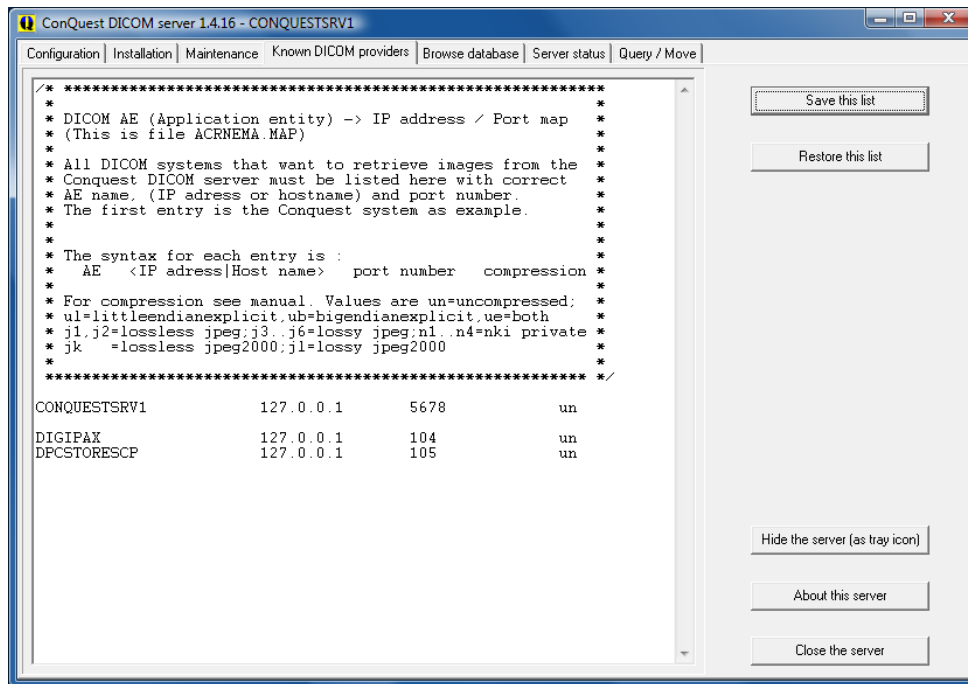 ConQuest DICOM server 1.4.16 - CONQUESTSRV1
Configuration Installation Maintenance Known DICOM providers Browse database Server status Query / Move
/* ********************************************************** 
* *
* DICOM AE (Application entity) -> IP address / Port map *
* (This is file ACRNEMA.MAP) *
* *
* All DICOM systems that want to retrieve images from the *
* Conquest DICOM server must be listed here with correct *
* AE name, (IP adress or hostname) and port number. *
* The first entry is the Conquest system as example. *
* *
* *
* The syntax for each entry is : *
* AE <IP adress|Host name> port number compression *
* *
* For compression see manual. Values are un=uncompressed; *
* ul=littleendianexplicit,ub=bigendianexplicit,ue=both *
* j1,j2=lossless jpeg;j3..j6=lossy jpeg;n1..n4=nki private *
* jk =lossless jpeg2000;jl=lossy jpeg2000 *
* *
********************************************************** */
CONQUESTSRV1 127.0.0.1 5678 un
DIGIPAX 127.0.0.1 104 un
DPCSTORESCP 127.0.0.1 105 un
Save this list
Restore this list
Hide the server (as tray icon)
About this server
Close the server